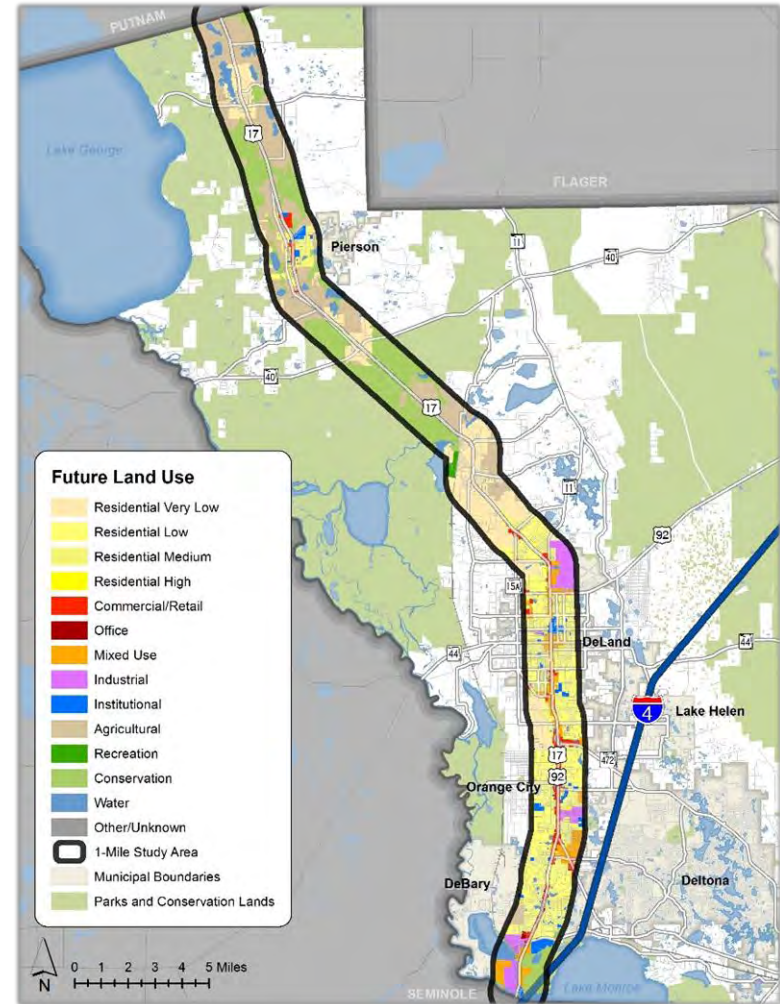 PUTNAM
Lake George
17
FLAGER
11
Pierson
40
40
17
11
92
15A
DeLand
44
44
4
Lake Helen
17
472
92
Orange City
DeBary
Deltona
SEMINOLE
Lake Monroe
Future Land Use
Residential Very Low
Residential Low
Residential Medium
Residential High
Commercial/Retail
Office
Mixed Use
Industrial
Institutional
Agricultural
Recreation
Conservation
Water
Other/Unknown
1-Mile Study Area
Municipal Boundaries
Parks and Conservation Lands
N
0 1 2 3 4 5 Miles